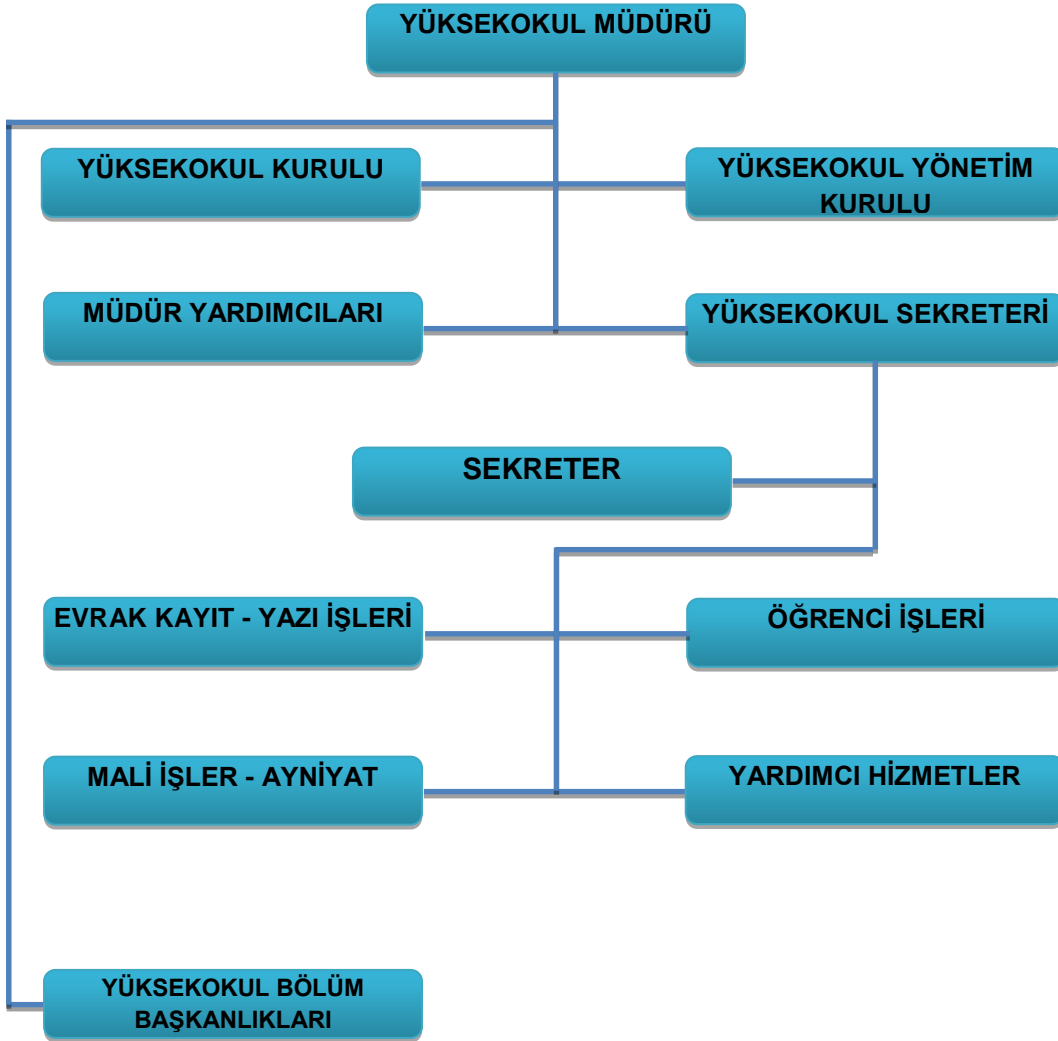 YÜKSEKOKUL MÜDÜRÜ
YÜKSEKOKUL KURULU
YÜKSEKOKUL YÖNETİM
KURULU
MÜDÜR YARDIMCILARI
YÜKSEKOKUL SEKRETERİ
SEKRETER
EVRAK KAYIT - YAZI İŞLERİ
ÖĞRENCİ İŞLERİ
MALİ İŞLER - AYNİYAT
YARDIMCI HİZMETLER
YÜKSEKOKUL BÖLÜM
BAŞKANLIKLARI